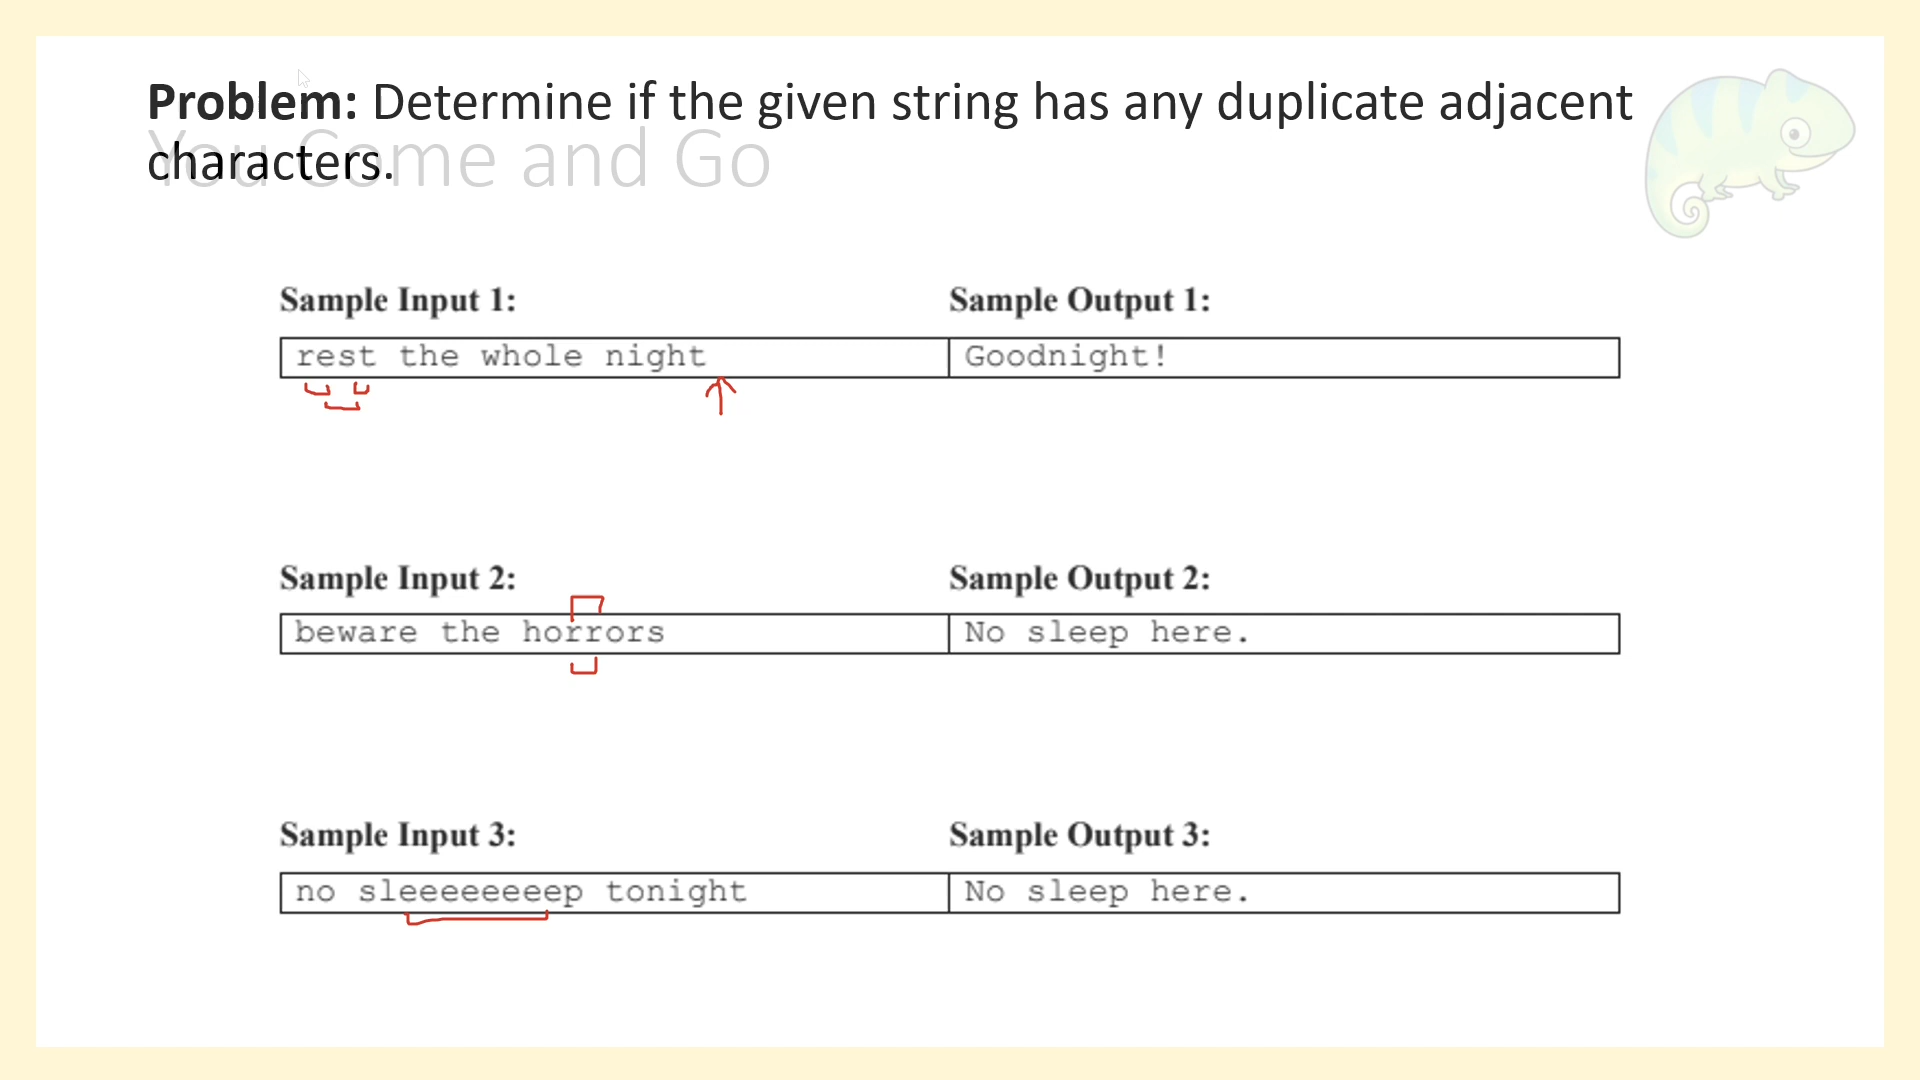 Problem: Determine if the given string has any duplicate adjacent
characters.
You Come and Go
Sample Input 1: Sample Output 1:
rest the whole night Goodnight!
Sample Input 2: Sample Output 2:
beware the horrors No sleep here.
Sample Input 3: Sample Output 3:
no sleeeeeeeep tonight No sleep here.